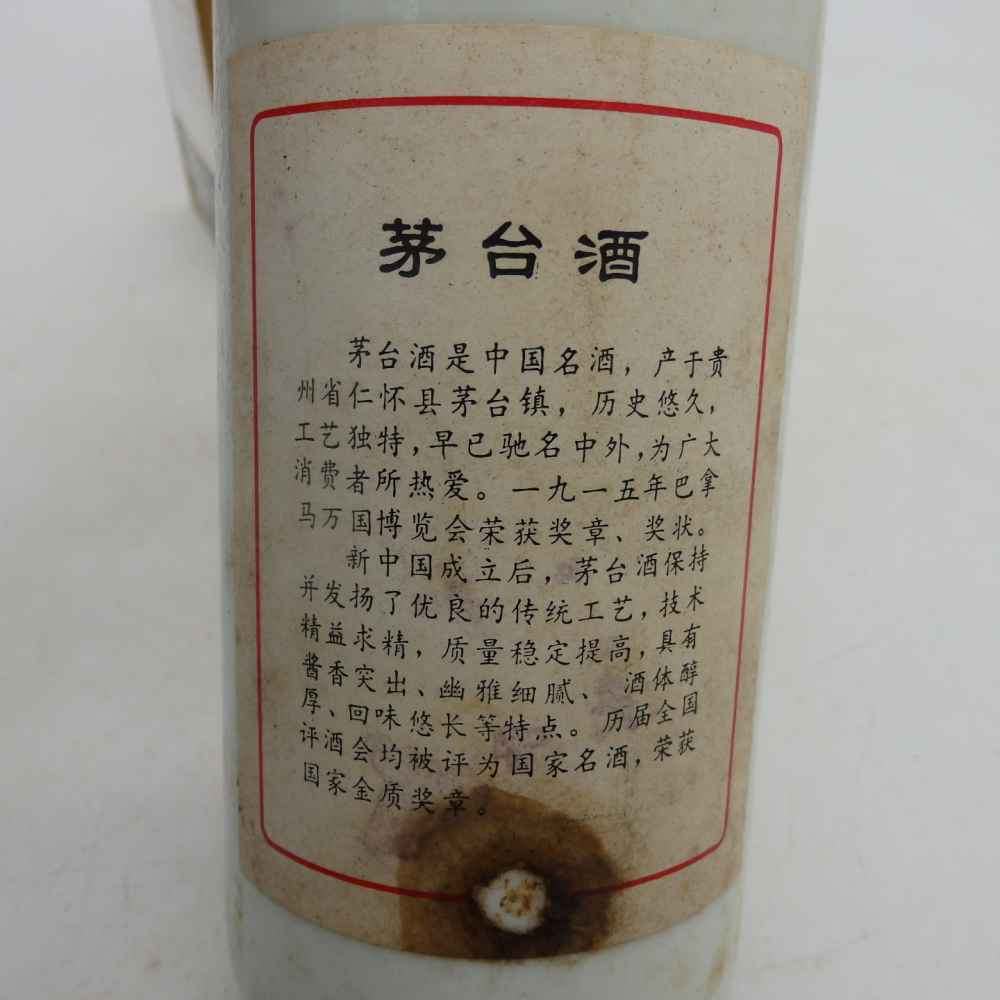 茅台酒
茅台酒是中国名酒，产于贵
州省仁怀县茅台镇，历史悠久，
工艺独特，早已驰名中外，为广大
消费者所热爱。一九一五年巴拿
马万国博览会荣获奖章、奖状。
新中国成立后，茅台酒保持
并发扬了优良的传统工艺，技术
精益求精，质量稳定提高，具有
酱香突出、幽雅细腻、酒体醇
厚、回味悠长等特点。历届全国
评酒会均被评为国家名酒，荣获
国家金质奖章。